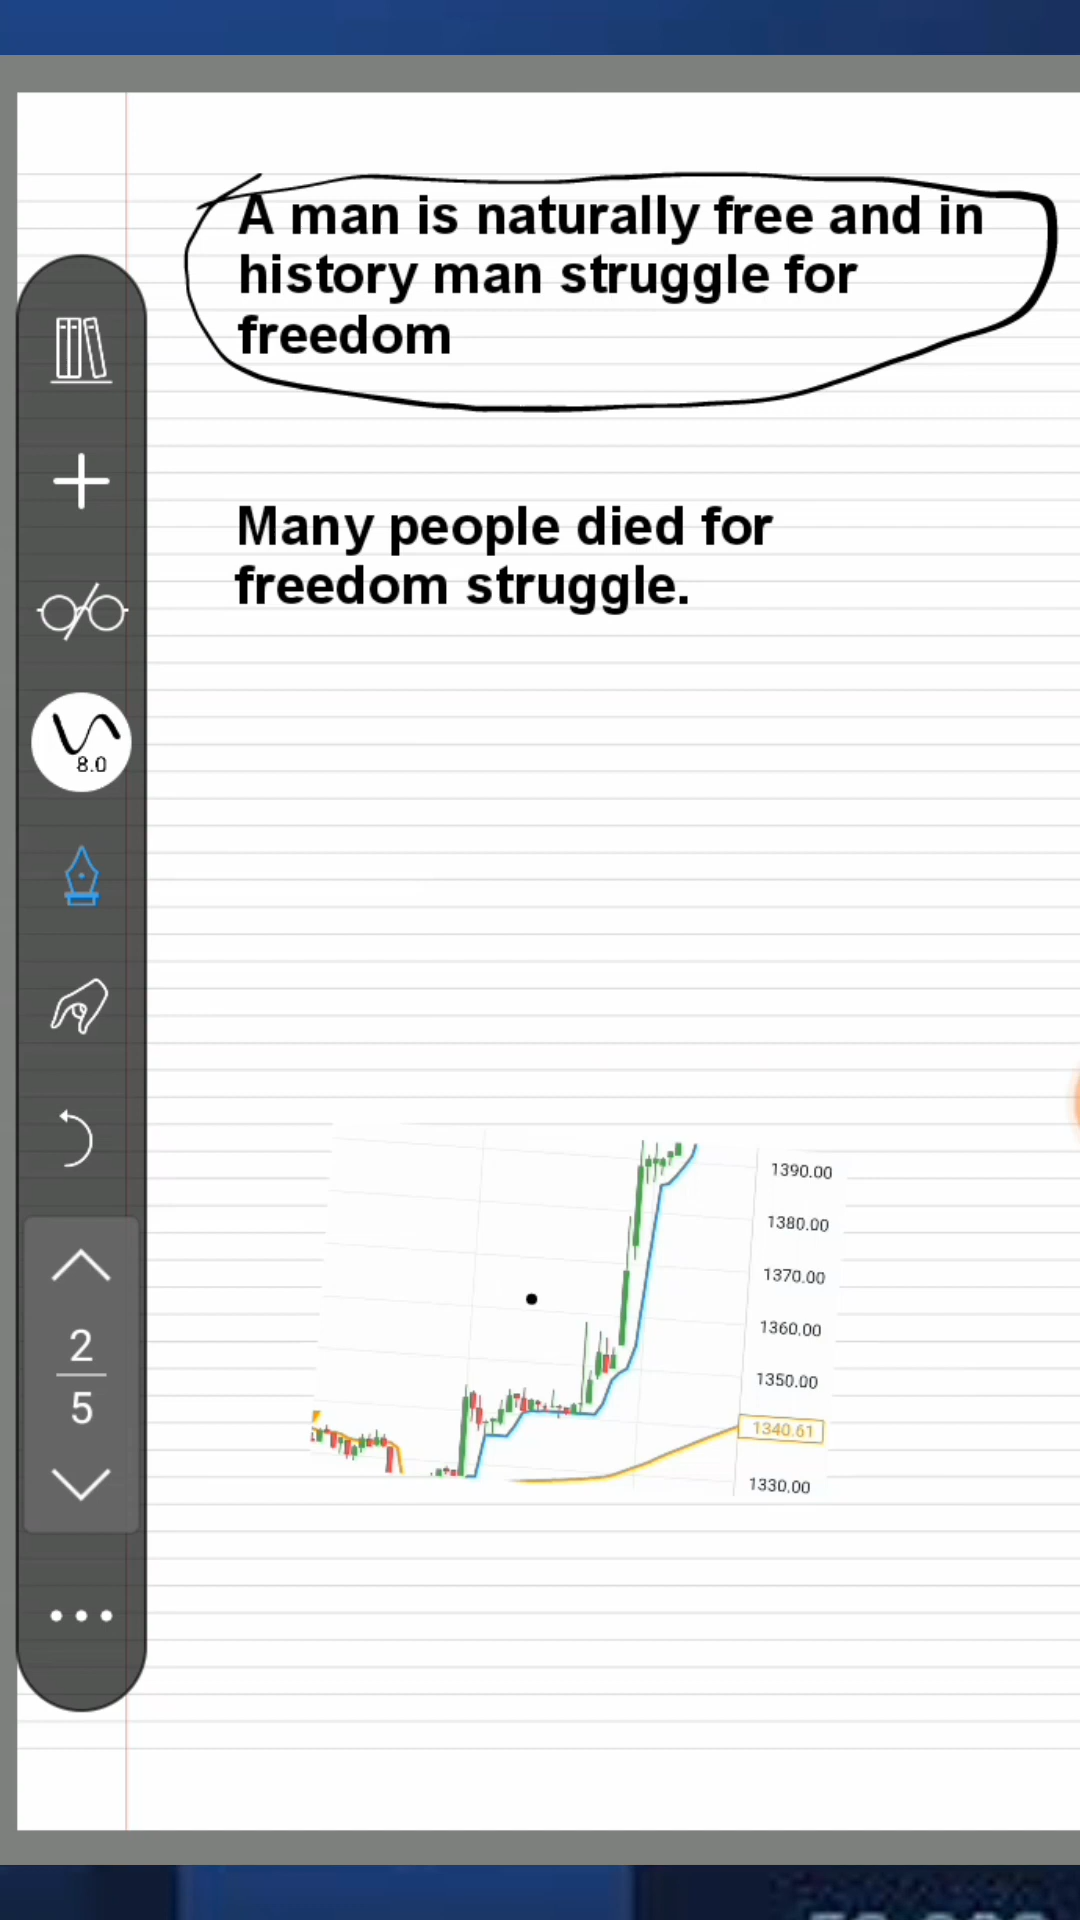 A man is naturally free and in
history man struggle for
freedom
Many people died for
freedom struggle.
8.0
2
5
1390.00
1380.00
1370.00
1360.00
1350.00
1340.61
1330.00